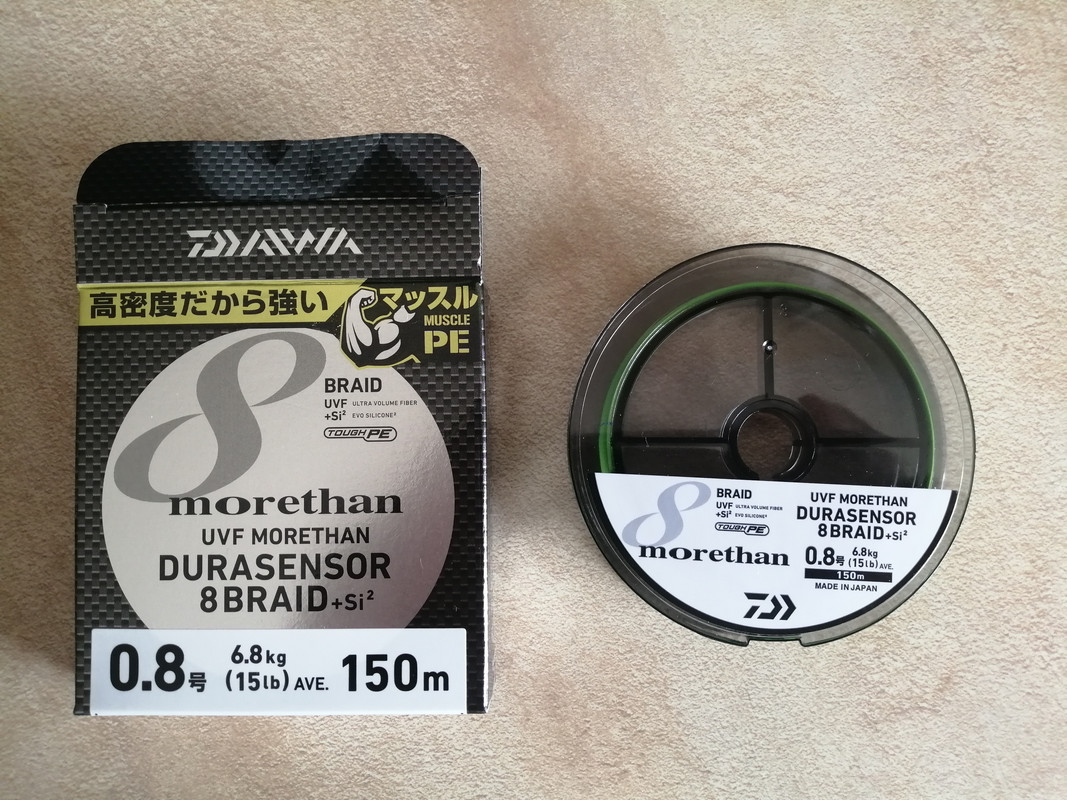 DAIWA
高密度だから強い
マッスル
MUSCLE
PE
8
BRAID
UVF ULTRA VOLUME FIBER
+Si² EVO SILICONE²
TOUGH PE
morethan
UVF MORETHAN
DURASENSOR
8BRAID+Si²
0.8号 6.8kg (15lb) AVE. 150m
8
BRAID
UVF ULTRA VOLUME FIBER
+Si² EVO SILICONE²
TOUGH PE
morethan
UVF MORETHAN
DURASENSOR
8BRAID+Si²
0.8号 6.8kg (15lb) AVE.
150m
MADE IN JAPAN